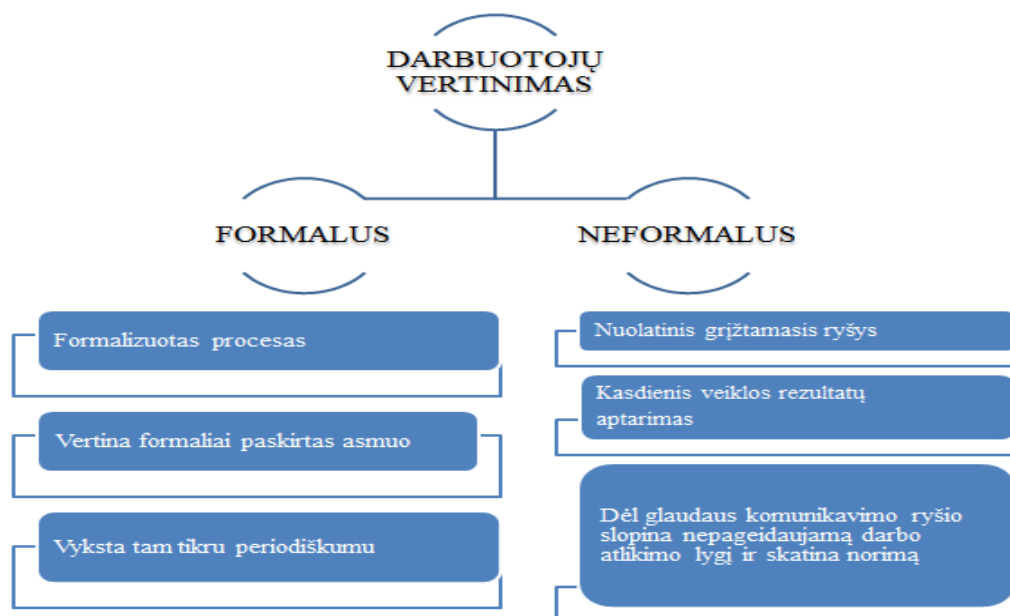 DARBUOTOJŲ
VERTINIMAS
FORMALUS
Formalizuotas procesas
Vertina formaliai paskirtas asmuo
Vyksta tam tikru periodiškumu
NEFORMALUS
Nuolatinis grįžtamasis ryšys
Kasdienis veiklos rezultatų
aptarimas
Dėl glaudaus komunikavimo ryšio
slopina nepageidaujamą darbo
atlikimo lygį ir skatina norimą